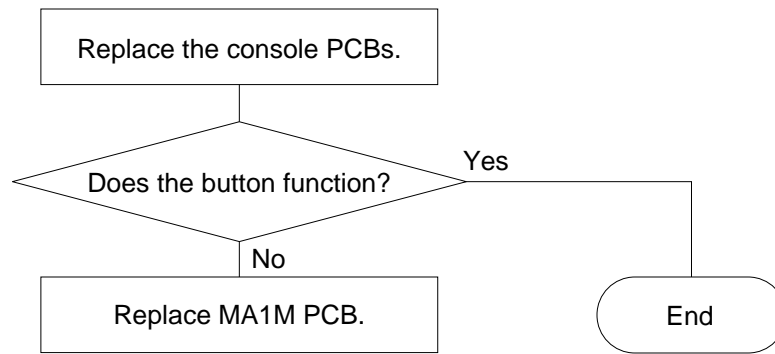 Replace the console PCBs.
Does the button function?
Yes
No
Replace MA1M PCB.
End